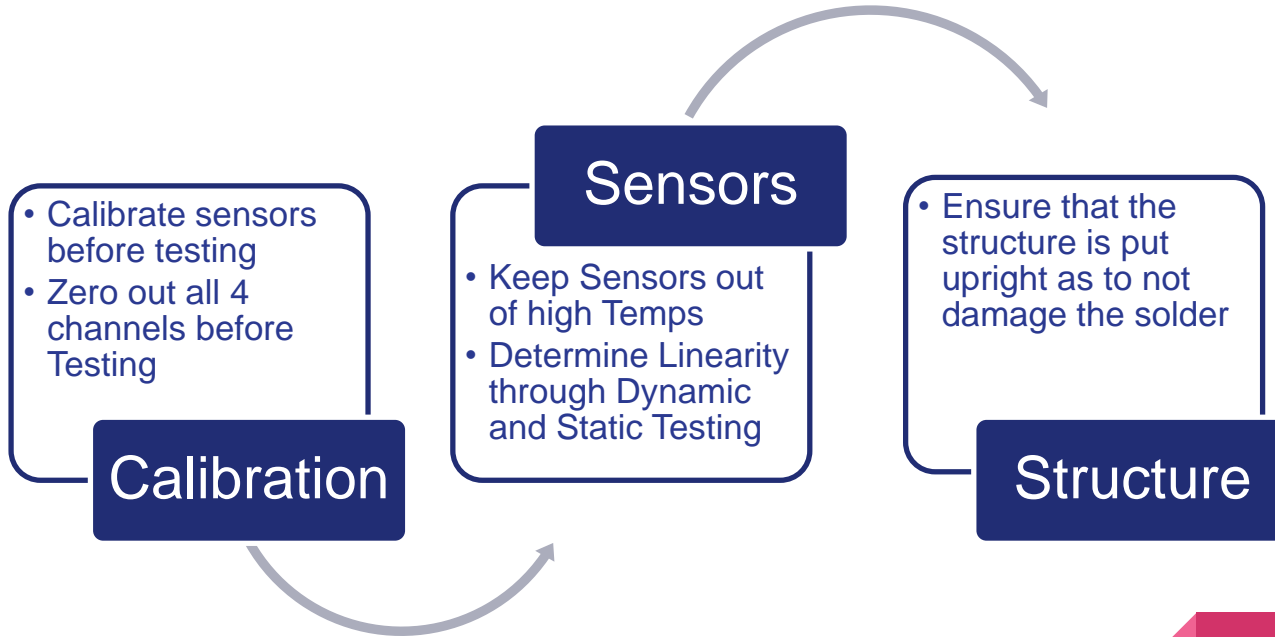 • Calibrate sensors
before testing
• Zero out all 4
channels before
Testing
Calibration
Sensors
• Keep Sensors out
of high Temps
• Determine Linearity
through Dynamic
and Static Testing
• Ensure that the
structure is put
upright as to not
damage the solder
Structure